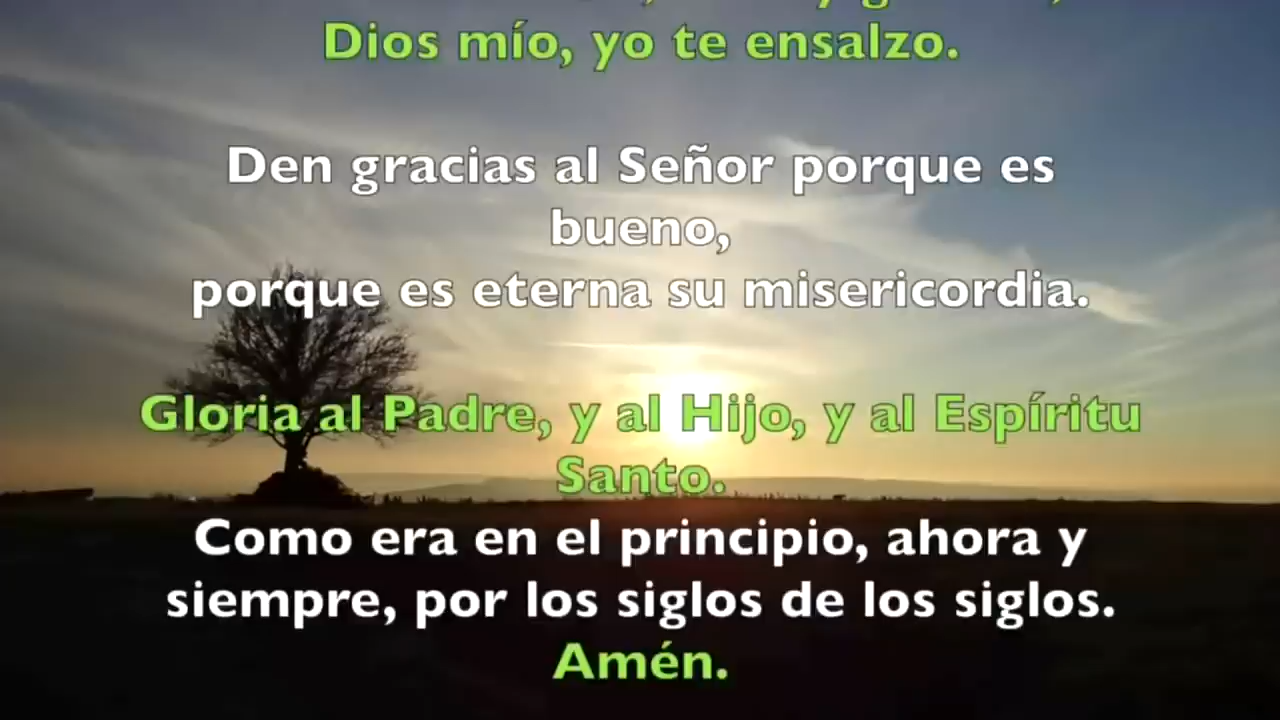 Dios mío, yo te ensalzo.
Den gracias al Señor porque es
bueno,
porque es eterna su misericordia.
Gloria al Padre, y al Hijo, y al Espíritu
Santo.
Como era en el principio, ahora y
siempre, por los siglos de los siglos.
Amén.